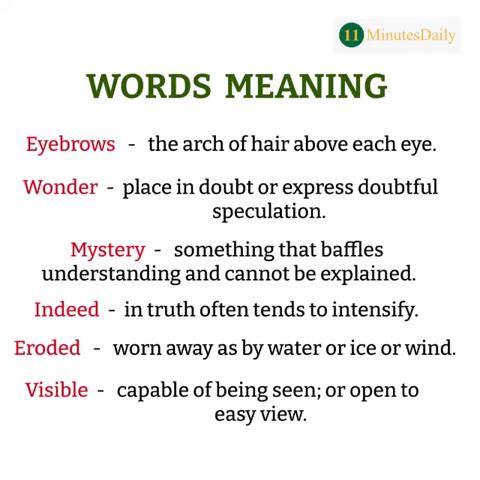 11 MinutesDaily
WORDS MEANING
Eyebrows - the arch of hair above each eye.
Wonder - place in doubt or express doubtful
speculation.
Mystery - something that baffles
understanding and cannot be explained.
Indeed - in truth often tends to intensify.
Eroded - worn away as by water or ice or wind.
Visible - capable of being seen; or open to
easy view.